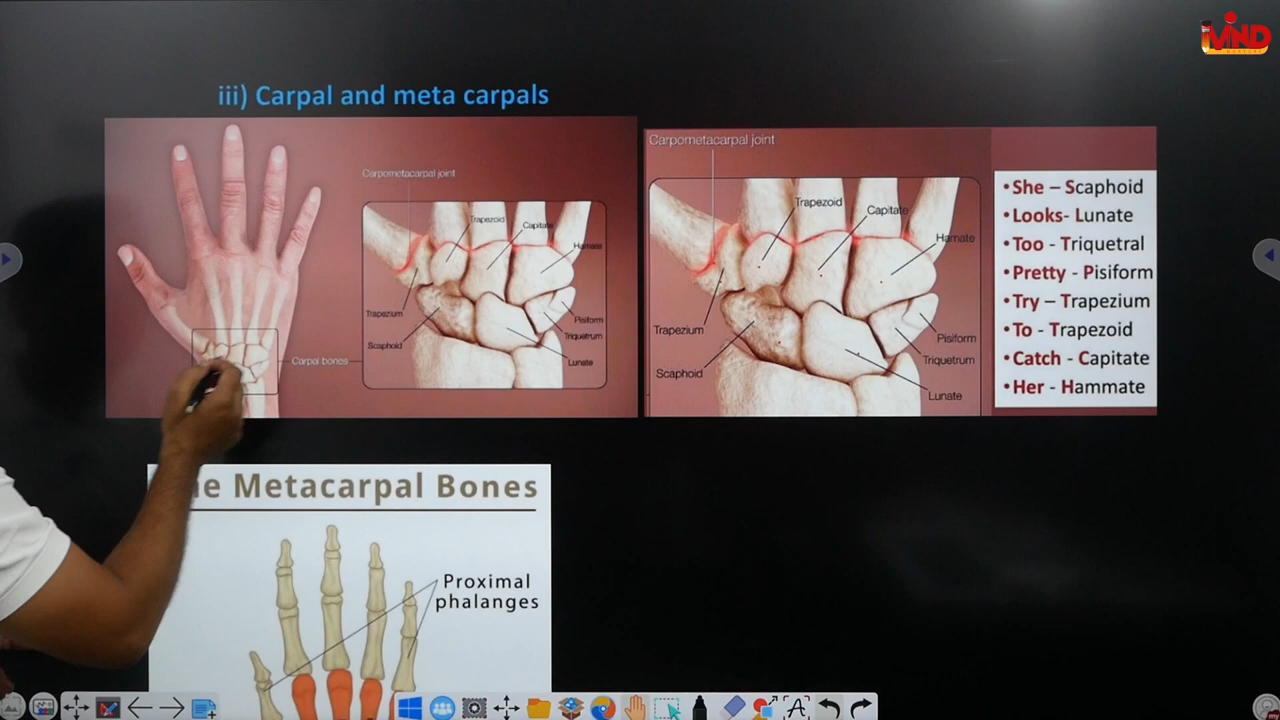 MIND
iii) Carpal and meta carpals
Carpometacarpal joint
Trapezoid
Capitate
Hamate
Trapezium
Pisiform
Scaphoid
Triquetrum
Carpal bones
Lunate
Carpometacarpal joint
Trapezoid
Capitate
Hamate
Trapezium
Pisiform
Triquetrum
Scaphoid
Lunate
•She – Scaphoid
•Looks- Lunate
•Too - Triquetral
•Pretty - Pisiform
•Try – Trapezium
•To - Trapezoid
•Catch - Capitate
•Her - Hammate
Metacarpal Bones
Proximal
phalanges